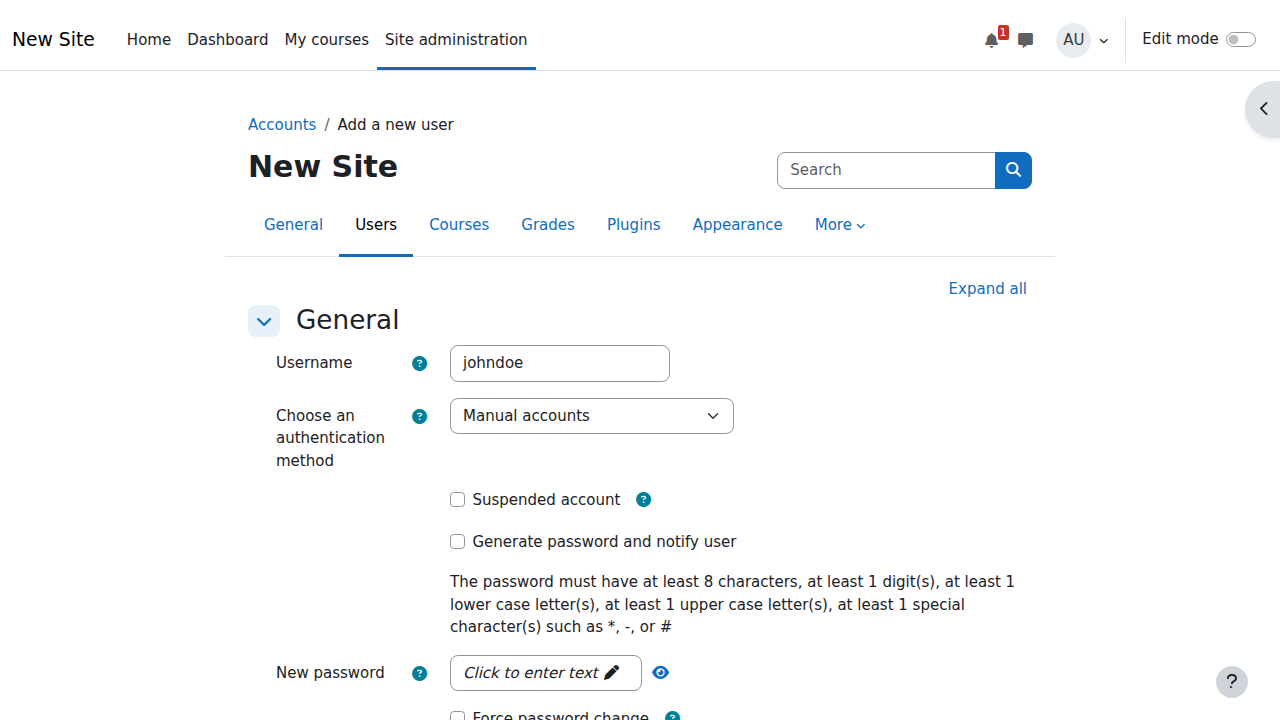 New Site
Home
Dashboard
My courses
Site administration
1
AU
Edit mode
Accounts / Add a new user
New Site
Search
General
Users
Courses
Grades
Plugins
Appearance
More
Expand all
General
Username
?
johndoe
Choose an
authentication
method
?
Manual accounts
Suspended account
?
Generate password and notify user
The password must have at least 8 characters, at least 1 digit(s), at least 1
lower case letter(s), at least 1 upper case letter(s), at least 1 special
character(s) such as *, -, or #
New password
?
Click to enter text
Force password change
?
?